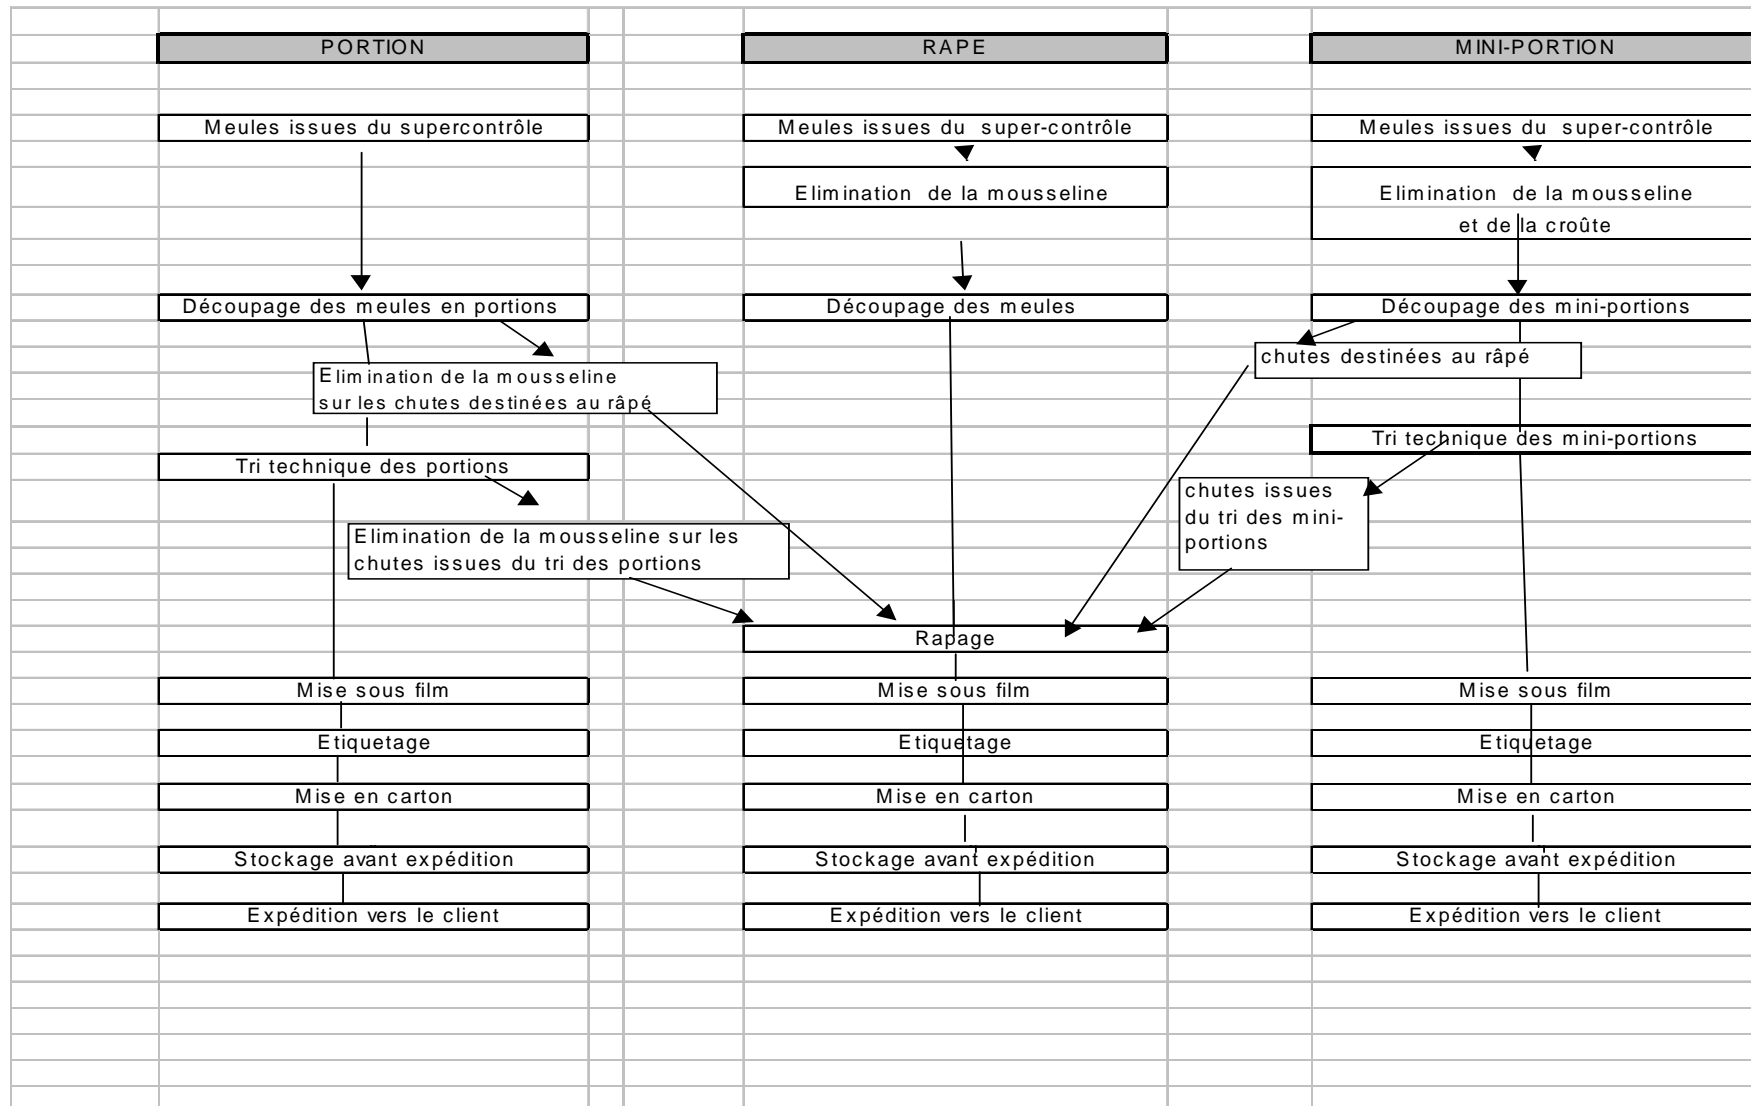 PORTION
RAPE
MINI-PORTION
Meules issues du supercontrôle
Meules issues du super-contrôle
Meules issues du super-contrôle
Elimination de la mousseline
Elimination de la mousseline
et de la croûte
Découpage des meules en portions
Découpage des meules
Découpage des mini-portions
chutes destinées au râpé
Elimination de la mousseline
sur les chutes destinées au râpé
Tri technique des mini-portions
Tri technique des portions
chutes issues
du tri des mini-
portions
Elimination de la mousseline sur les
chutes issues du tri des portions
Rapage
Mise sous film
Mise sous film
Mise sous film
Etiquetage
Etiquetage
Etiquetage
Mise en carton
Mise en carton
Mise en carton
Stockage avant expédition
Stockage avant expédition
Stockage avant expédition
Expédition vers le client
Expédition vers le client
Expédition vers le client